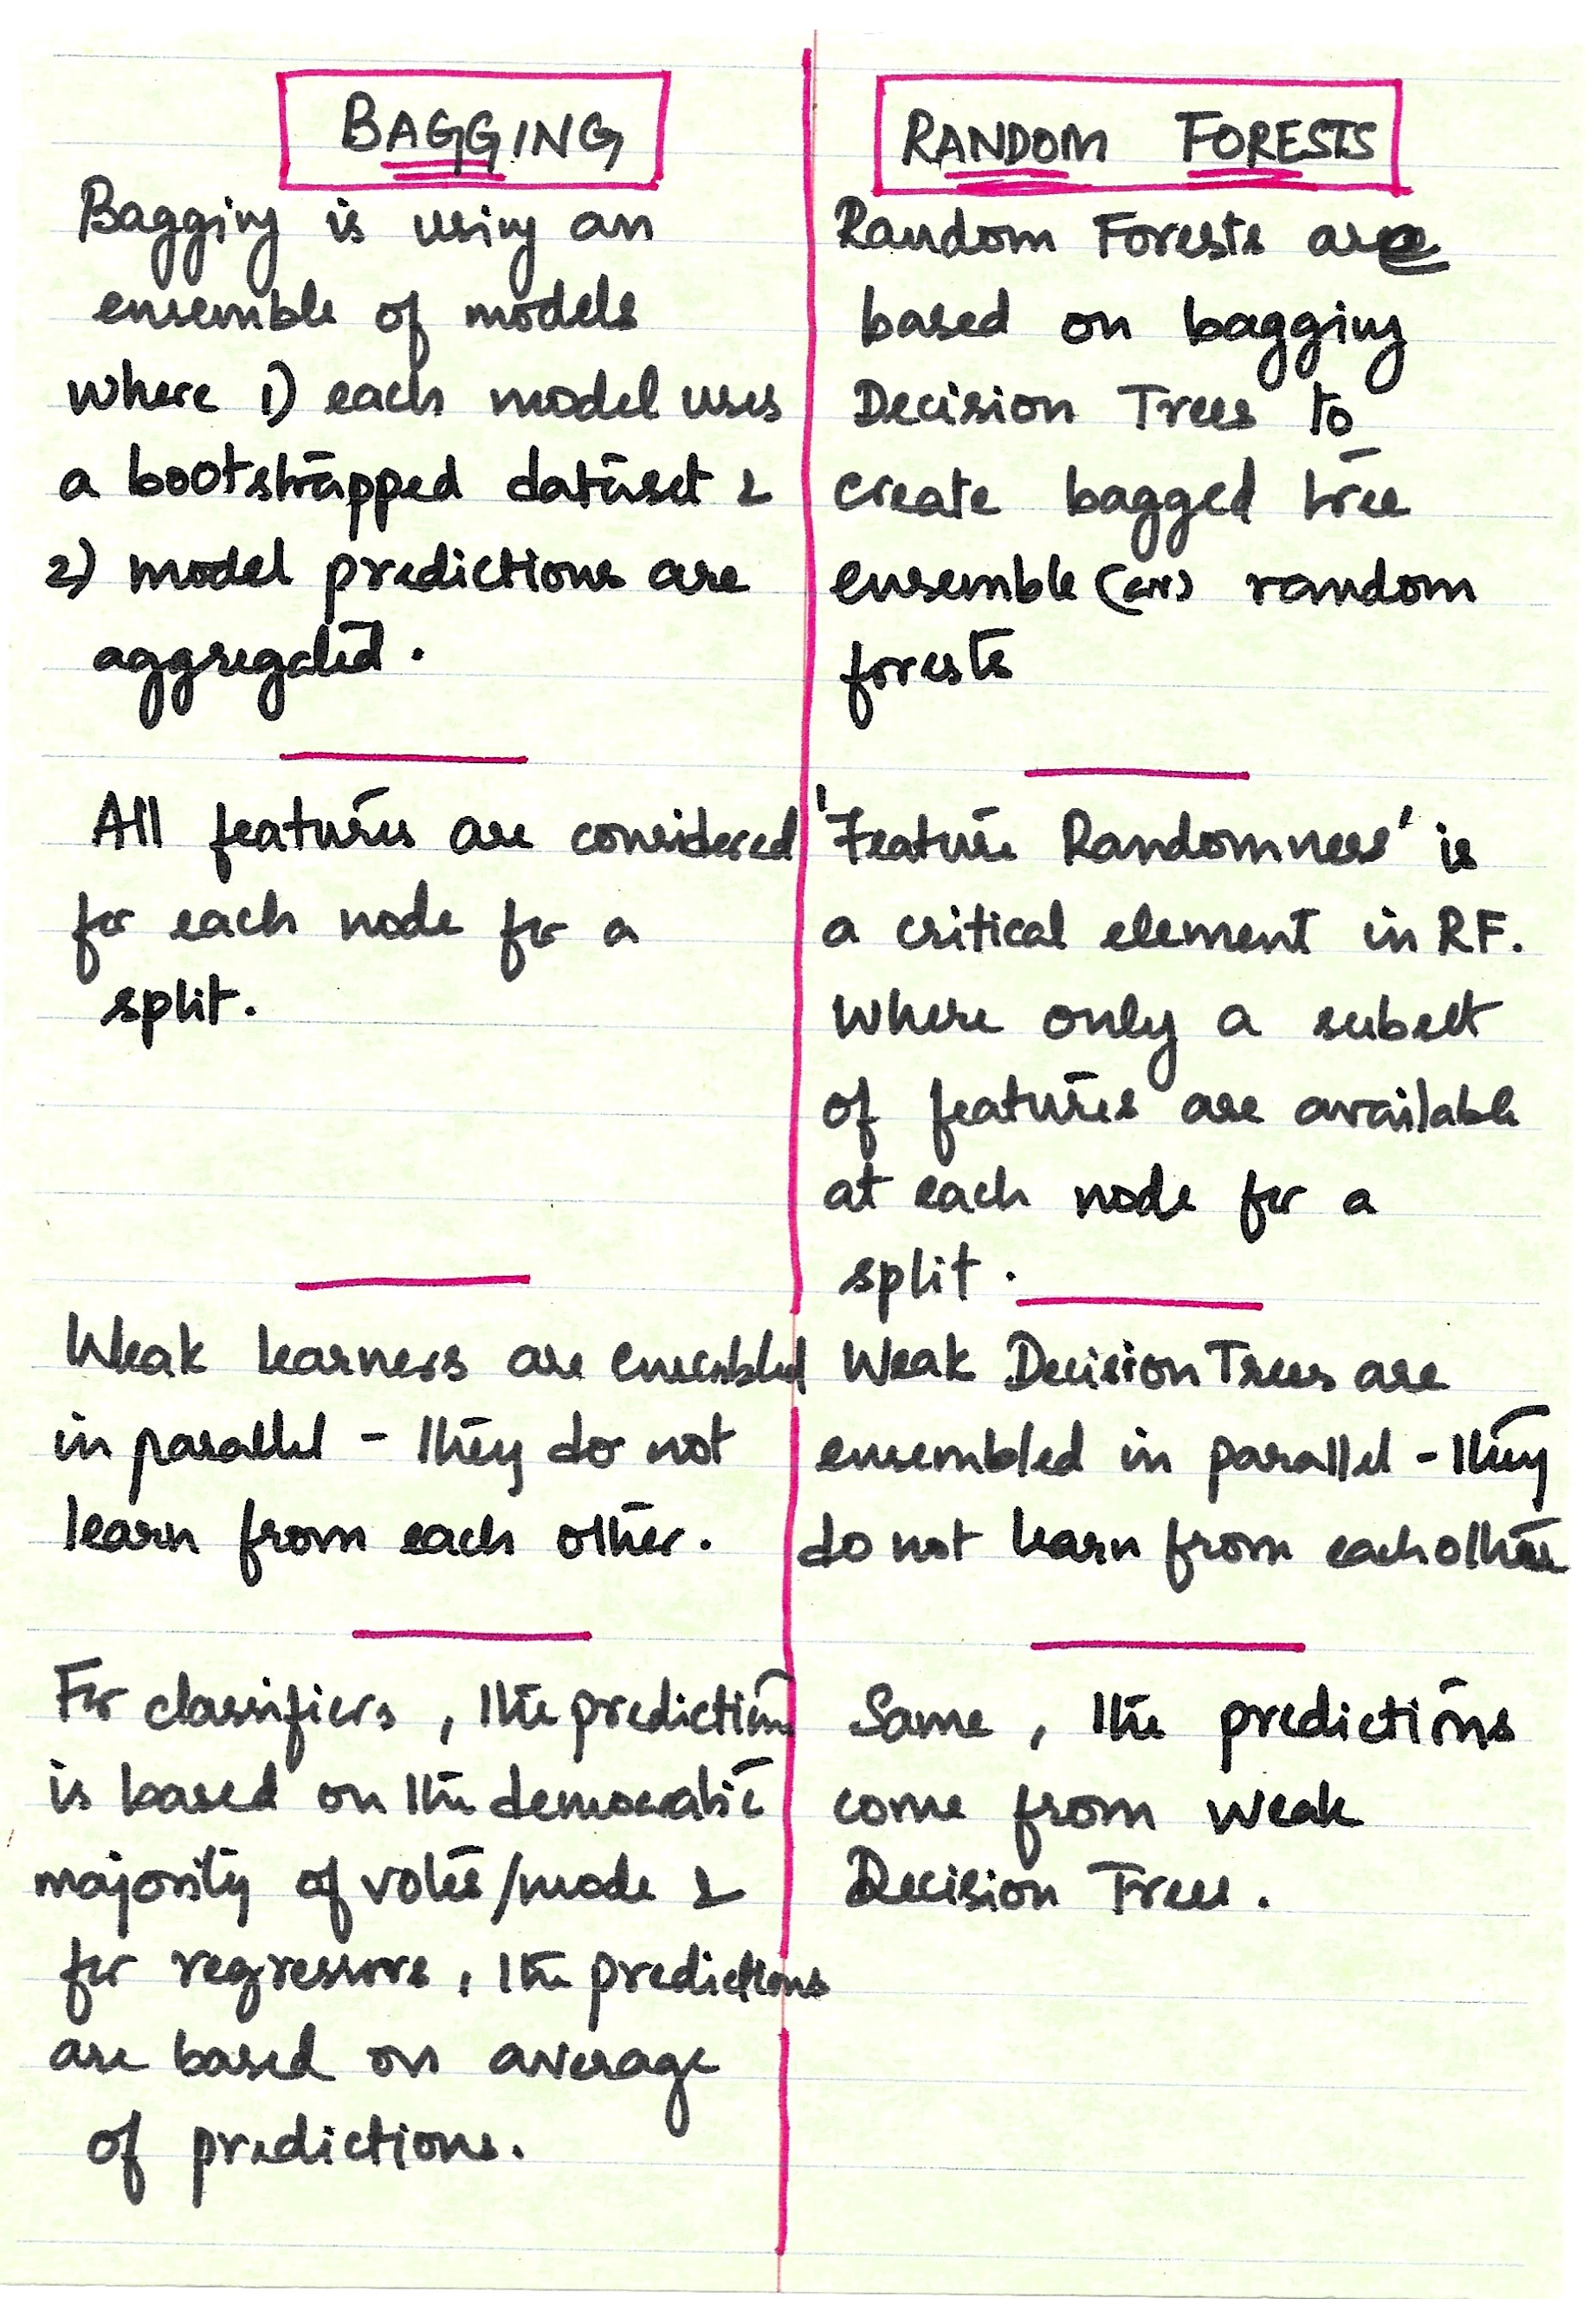 BAGGING
Bagging is using an
ensemble of models
where 1) each model uses
a bootstrapped dataset &
2) model predictions are
aggregated.
All features are considered
for each node for a
split.
Weak learners are ensembled
in parallel - they do not
learn from each other.
For classifiers, the prediction
is based on the democratic
majority of votes/mode &
for regressors, the predictions
are based on average
of predictions.
RANDOM FORESTS
Random Forests are
based on bagging
Decision Trees to
create bagged tree
ensemble (or) random
forests
'Feature Randomness' is
a critical element in RF.
Where only a subset
of features are available
at each node for a
split.
Weak Decision Trees are
ensembled in parallel - they
do not learn from each other
Same, the predictions
come from weak
Decision Trees.